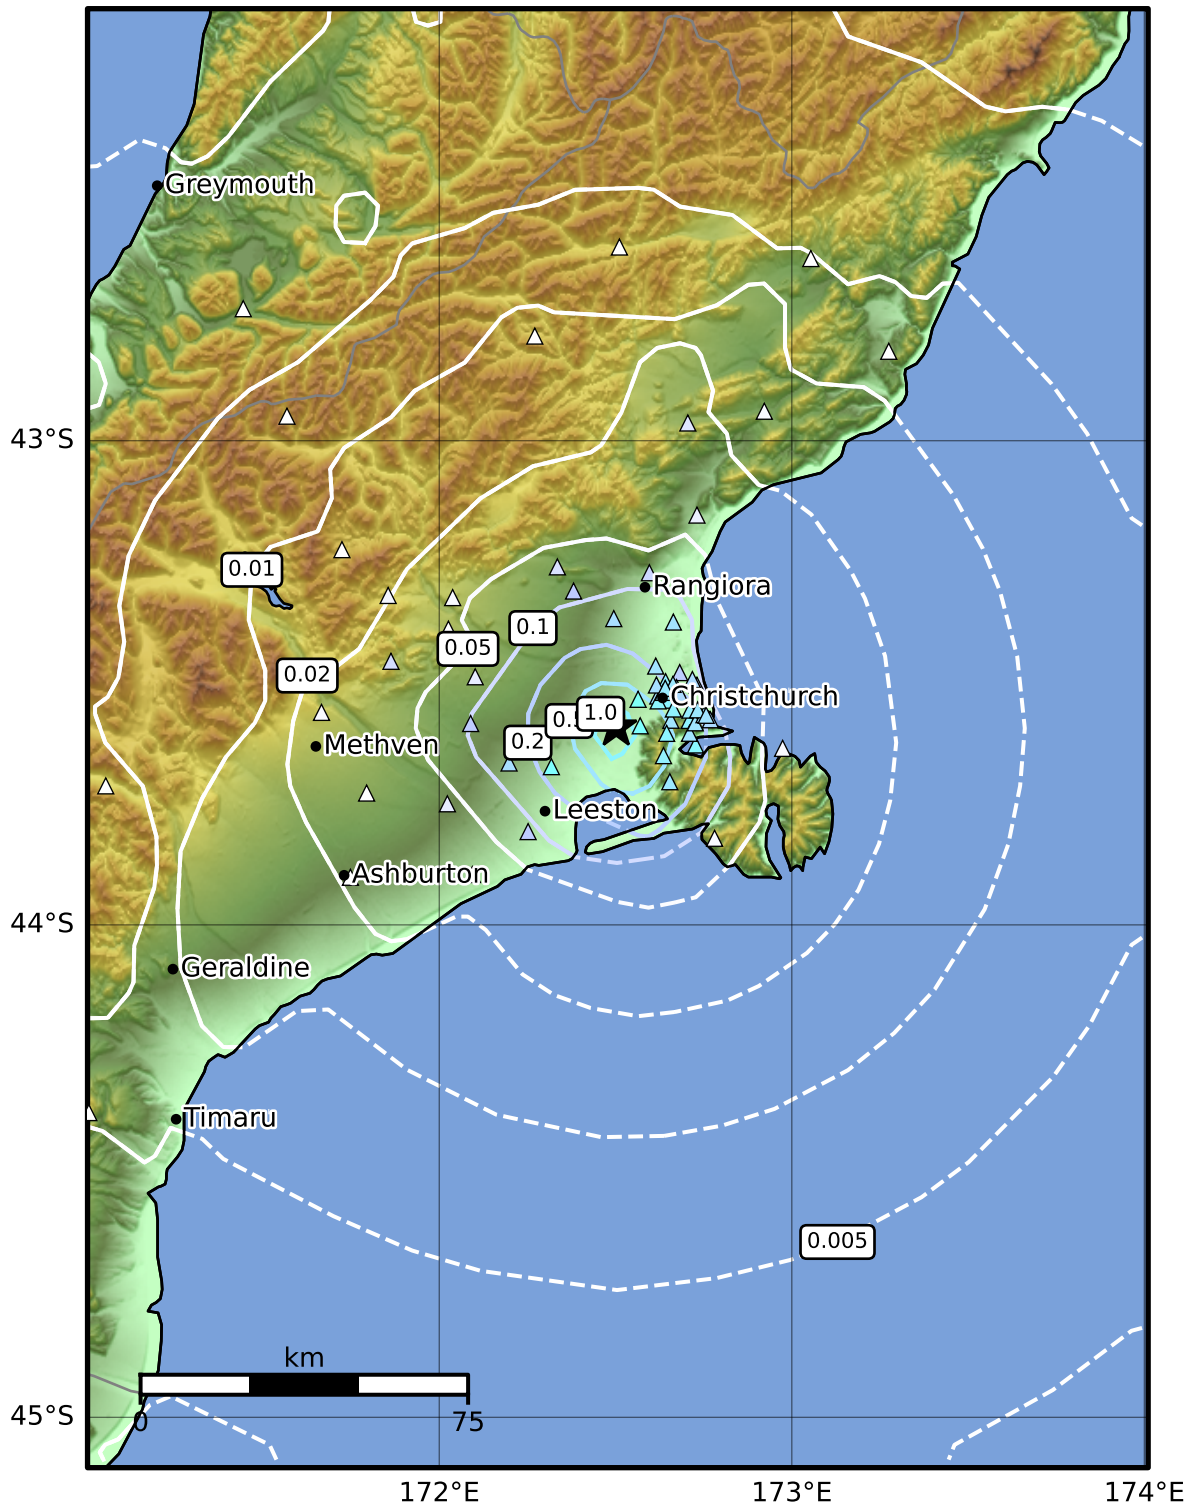 Greymouth
43°S
0.01
Rangiora
0.1
0.05
0.02
Christchurch
1.0
0.2
Methven
Leeston
Ashburton
44°S
Geraldine
Timaru
0.005
km
0 75
45°S
172°E 173°E 174°E